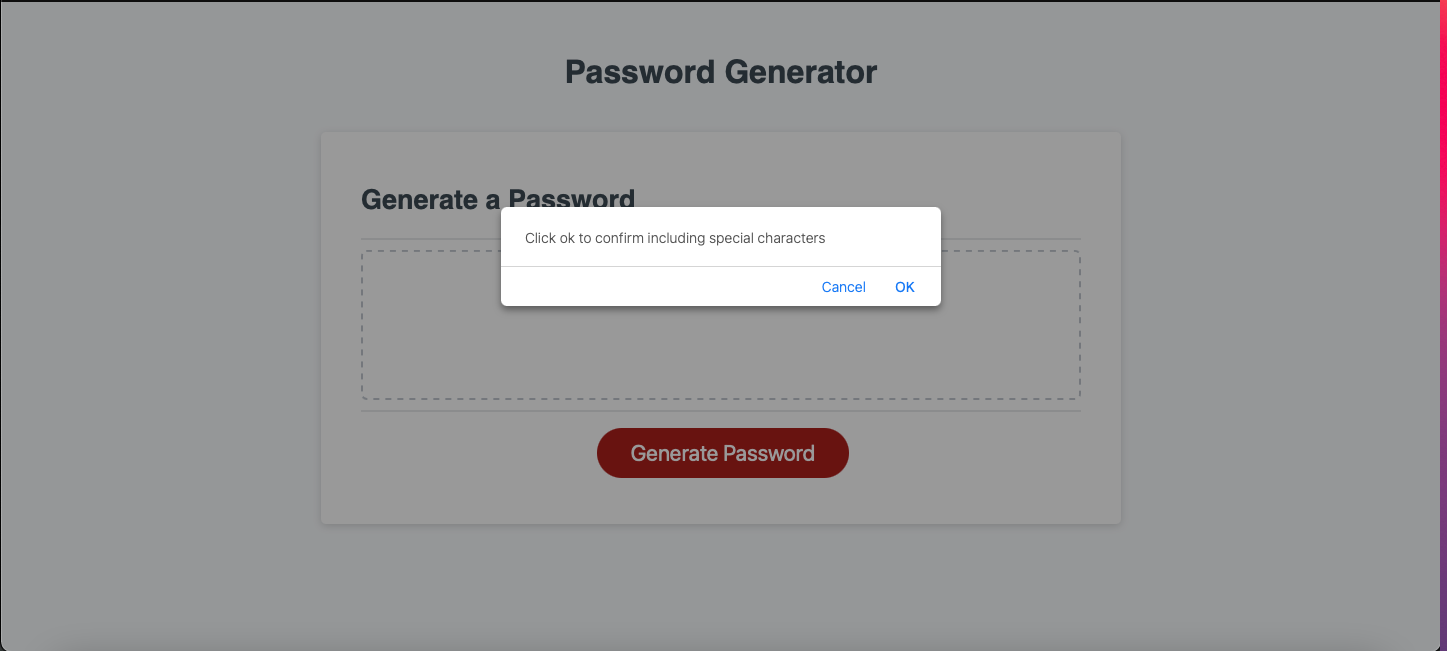 Password Generator
Generate a Password
Click ok to confirm including special characters
Cancel OK
Generate Password